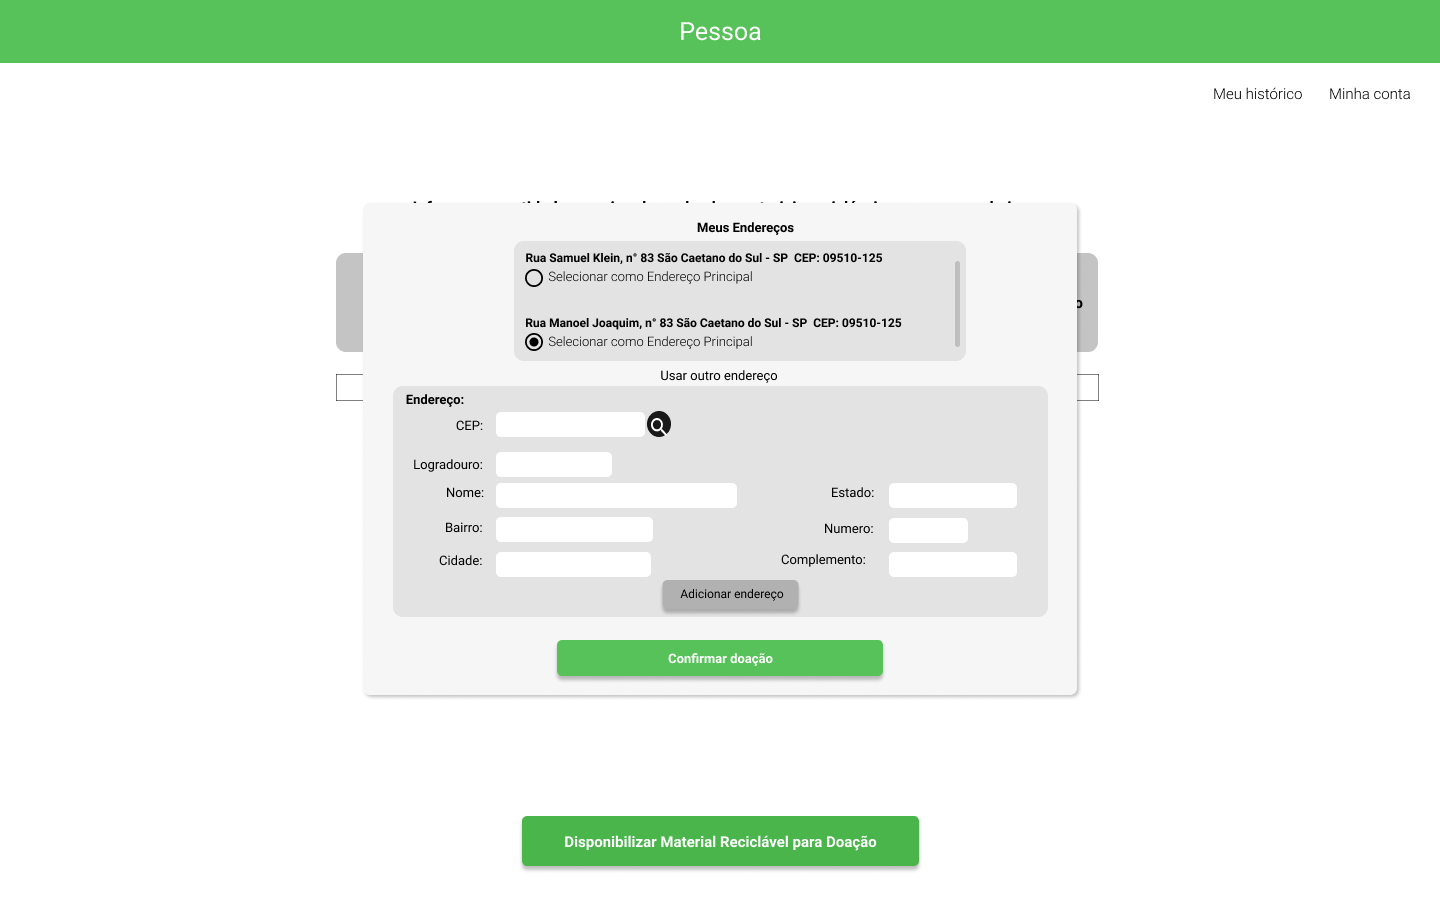 Pessoa
Meu histórico Minha conta
Meus Endereços
Rua Samuel Klein, n° 83 São Caetano do Sul - SP CEP: 09510-125
Selecionar como Endereço Principal
Rua Manoel Joaquim, n° 83 São Caetano do Sul - SP CEP: 09510-125
Selecionar como Endereço Principal
Usar outro endereço
Endereço:
CEP:
Logradouro:
Nome: Estado:
Bairro: Numero:
Cidade: Complemento:
Adicionar endereço
Confirmar doação
Disponibilizar Material Reciclável para Doação